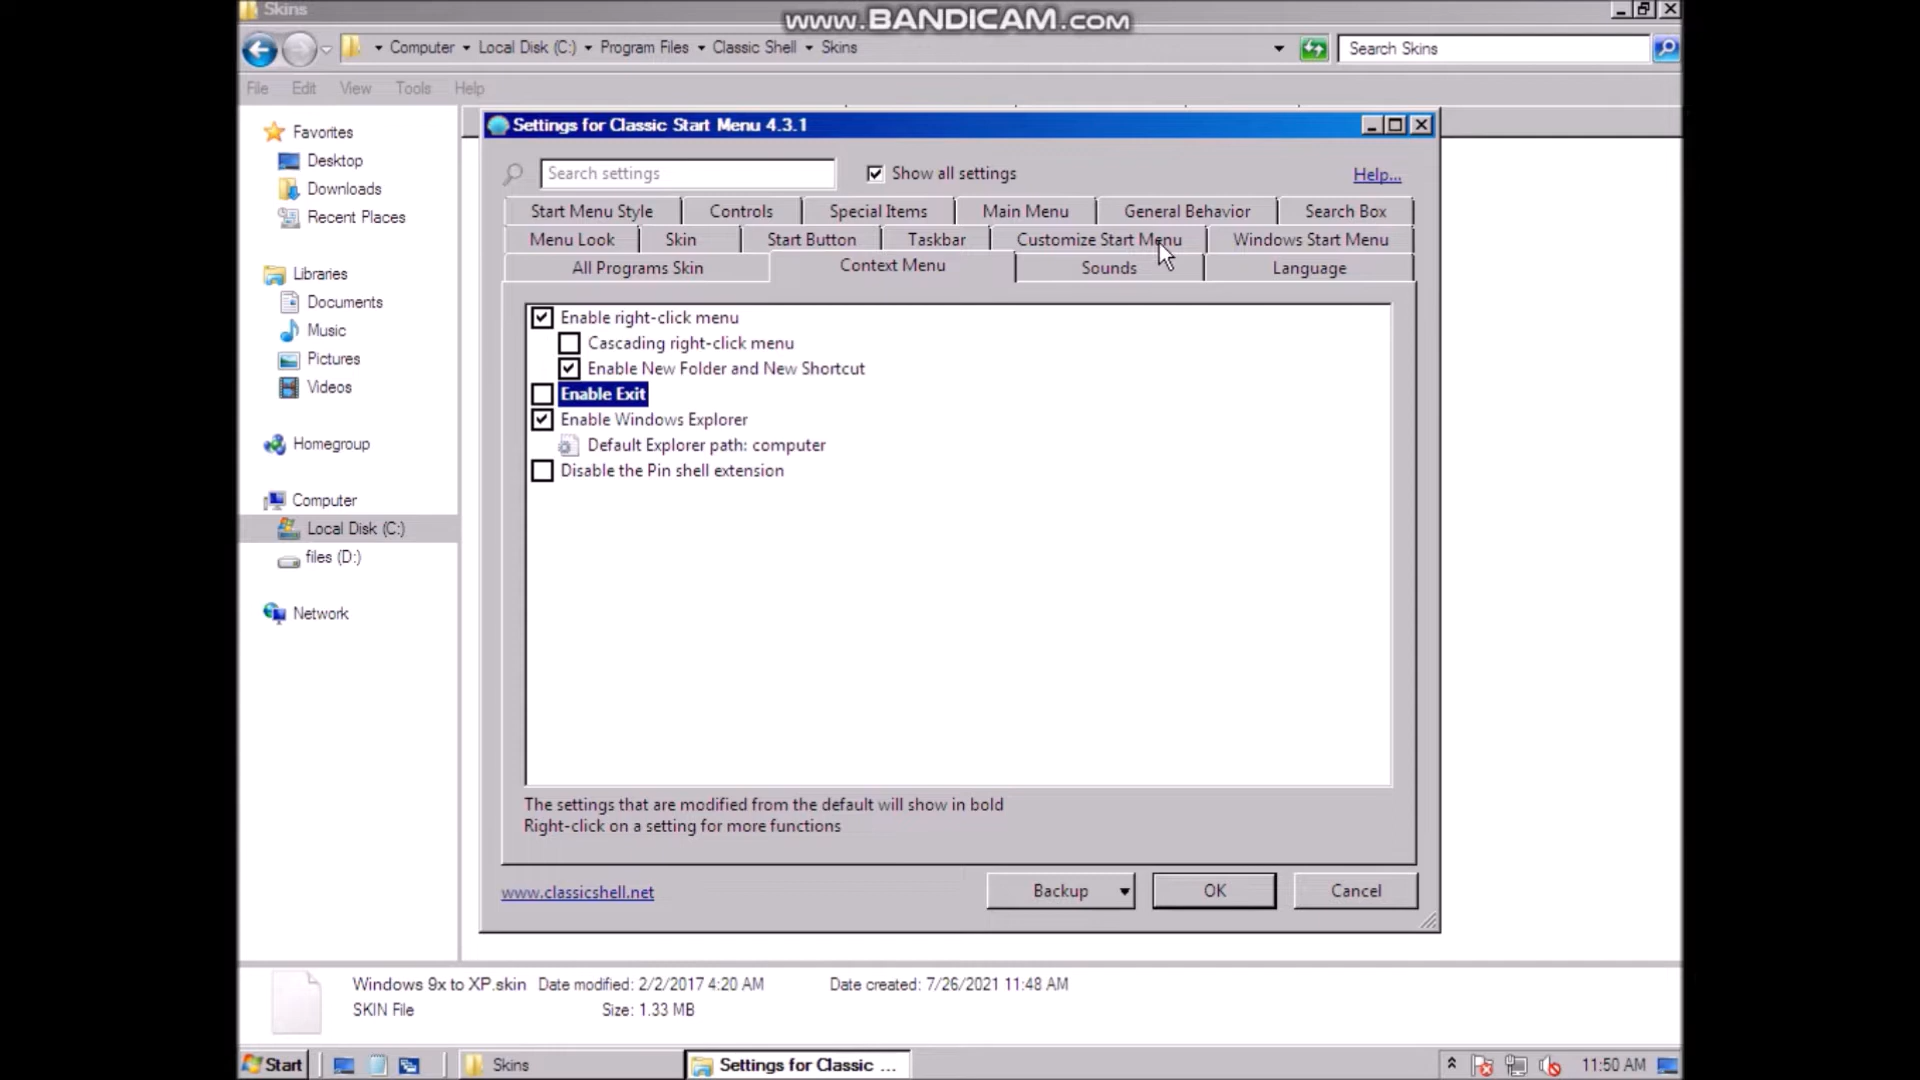 Skins
www.BANDICAM.com
Computer Local Disk (C:) Program Files Classic Shell Skins
Search Skins
File Edit View Tools Help
Favorites
Desktop
Downloads
Recent Places
Libraries
Documents
Music
Pictures
Videos
Homegroup
Computer
Local Disk (C:)
files (D:)
Network
Settings for Classic Start Menu 4.3.1
Search settings
Show all settings
Help...
Start Menu Style Controls Special Items Main Menu General Behavior Search Box
Menu Look Skin Start Button Taskbar Customize Start Menu Windows Start Menu
All Programs Skin Context Menu Sounds Language
Enable right-click menu
Cascading right-click menu
Enable New Folder and New Shortcut
Enable Exit
Enable Windows Explorer
Default Explorer path: computer
Disable the Pin shell extension
The settings that are modified from the default will show in bold
Right-click on a setting for more functions
www.classicshell.net
Backup OK Cancel
Windows 9x to XP.skin Date modified: 2/2/2017 4:20 AM Date created: 7/26/2021 11:48 AM
SKIN File Size: 1.33 MB
Start Skins Settings for Classic ... 11:50 AM